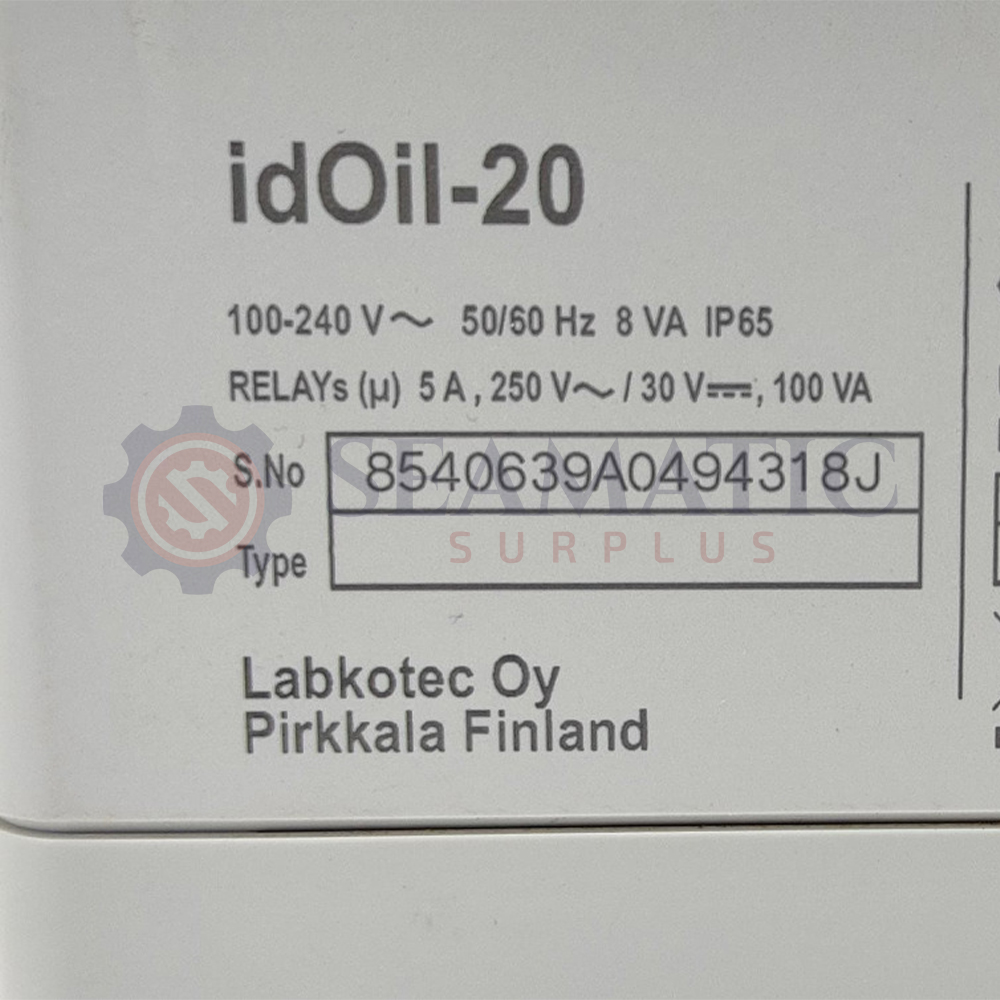 idOil-20
100-240 V~ 50/60 Hz 8 VA IP65
RELAYs (µ) 5 A, 250 V~ / 30 V⎓, 100 VA
S.No 8540639A0494318J
SEAMATIC
SURPLUS
Type
Labkotec Oy
Pirkkala Finland